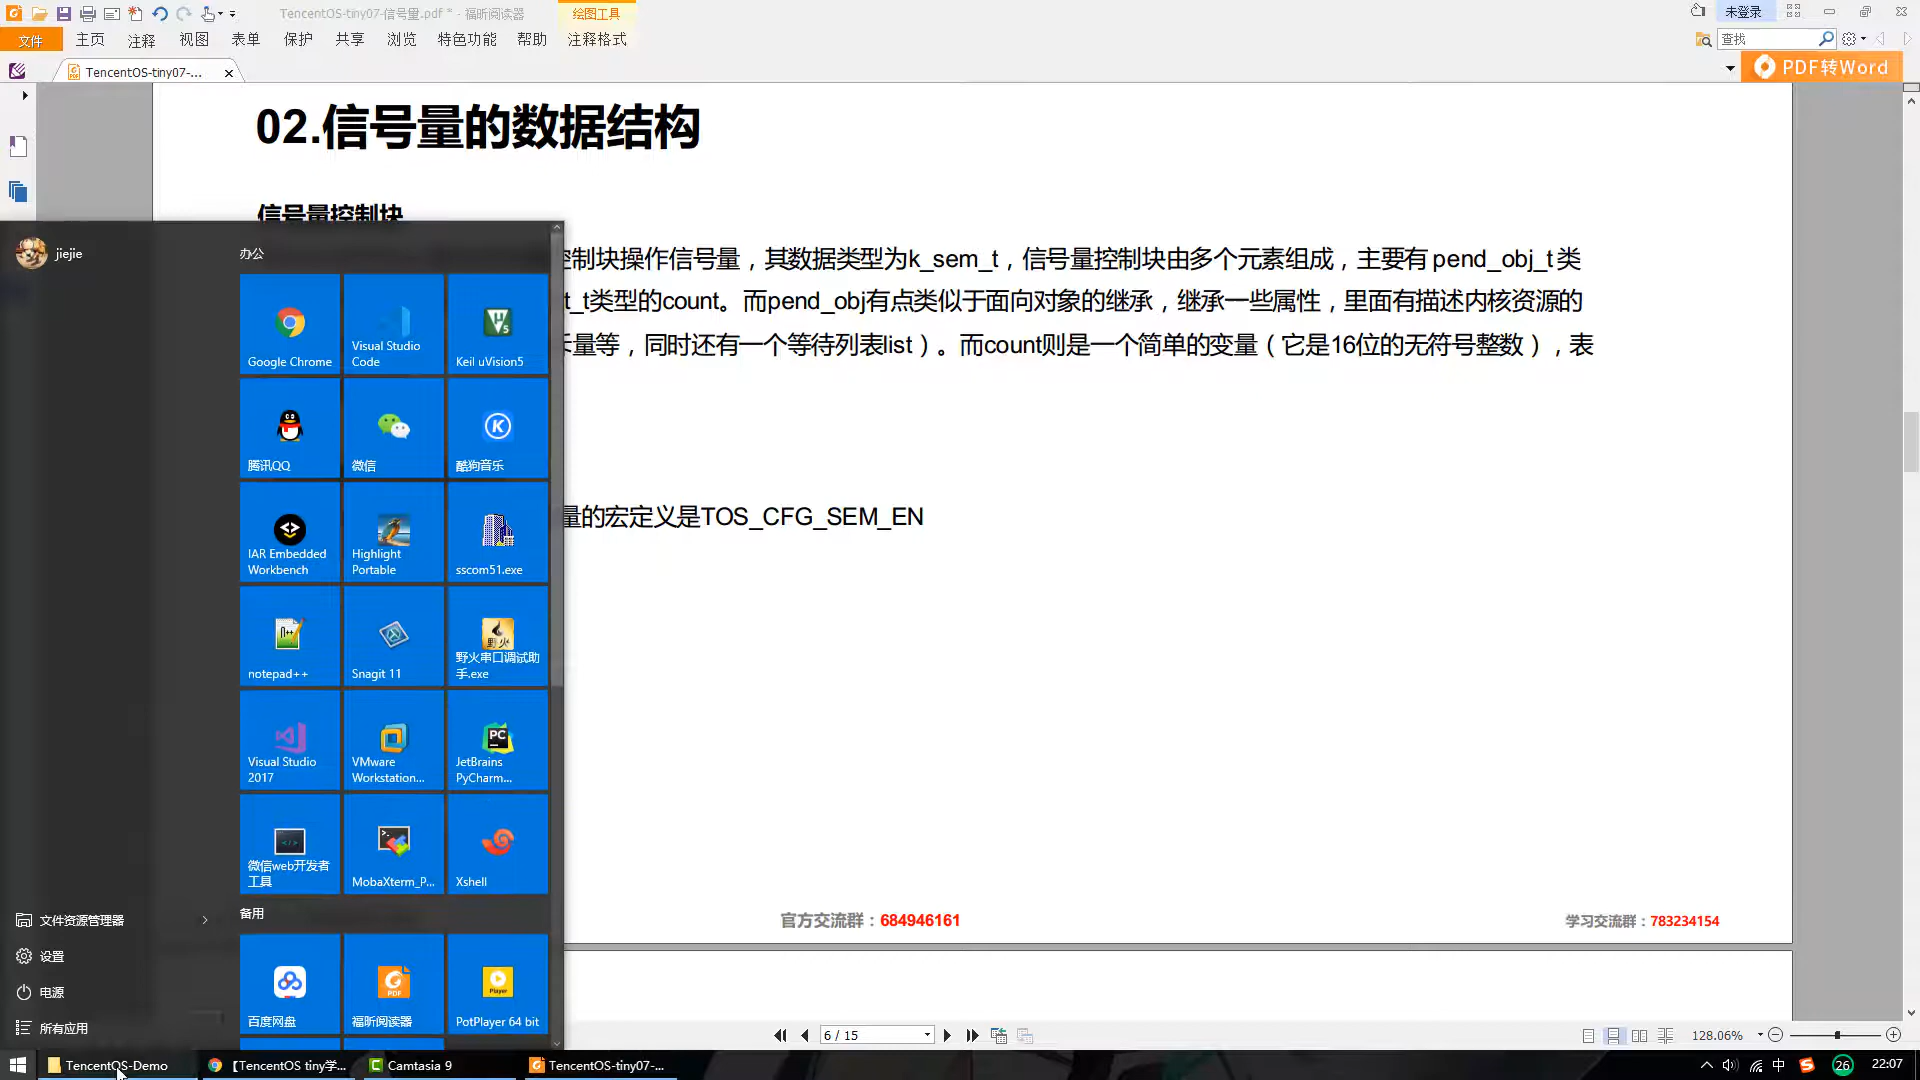 TencentOS-tiny07-信号量.pdf * - 福昕阅读器
绘图工具
未登录
文件
主页
注释
视图
表单
保护
共享
浏览
特色功能
帮助
注释格式
查找
TencentOS-tiny07-...
PDF转Word
02.信号量的数据结构
信号量控制块
控制块操作信号量，其数据类型为k_sem_t，信号量控制块由多个元素组成，主要有 pend_obj_t 类
t_t类型的count。而pend_obj有点类似于面向对象的继承，继承一些属性，里面有描述内核资源的
量等，同时还有一个等待列表list）。而count则是一个简单的变量（它是16位的无符号整数），表
量的宏定义是TOS_CFG_SEM_EN
官方交流群：684946161
学习交流群：783234154
jiejie
办公
Google Chrome
Visual Studio
Code
Keil uVision5
腾讯QQ
微信
酷狗音乐
IAR Embedded
Workbench
Highlight
Portable
sscom51.exe
notepad++
Snagit 11
野火串口调试助
手.exe
Visual Studio
2017
VMware
Workstation...
JetBrains
PyCharm...
微信web开发者
工具
MobaXterm_P...
Xshell
备用
百度网盘
福昕阅读器
PotPlayer 64 bit
文件资源管理器
设置
电源
所有应用
6 / 15
128.06%
TencentOS-Demo
【TencentOS tiny学...
Camtasia 9
TencentOS-tiny07-...
中
26
22:07